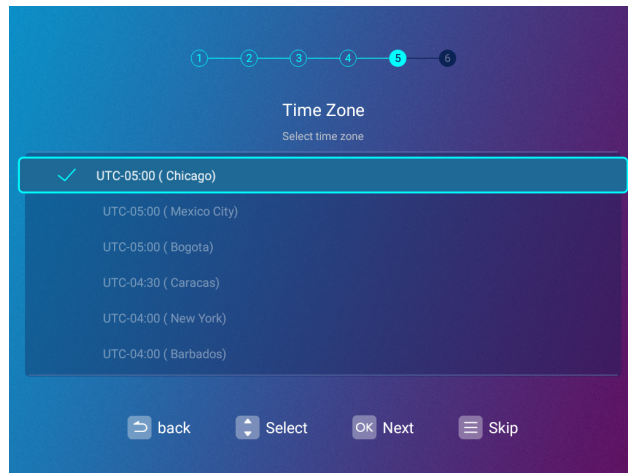 1 2 3 4 5 6
Time Zone
Select time zone
UTC-05:00 ( Chicago)
UTC-05:00 ( Mexico City)
UTC-05:00 ( Bogota)
UTC-04:30 ( Caracas)
UTC-04:00 ( New York)
UTC-04:00 ( Barbados)
back Select OK Next Skip